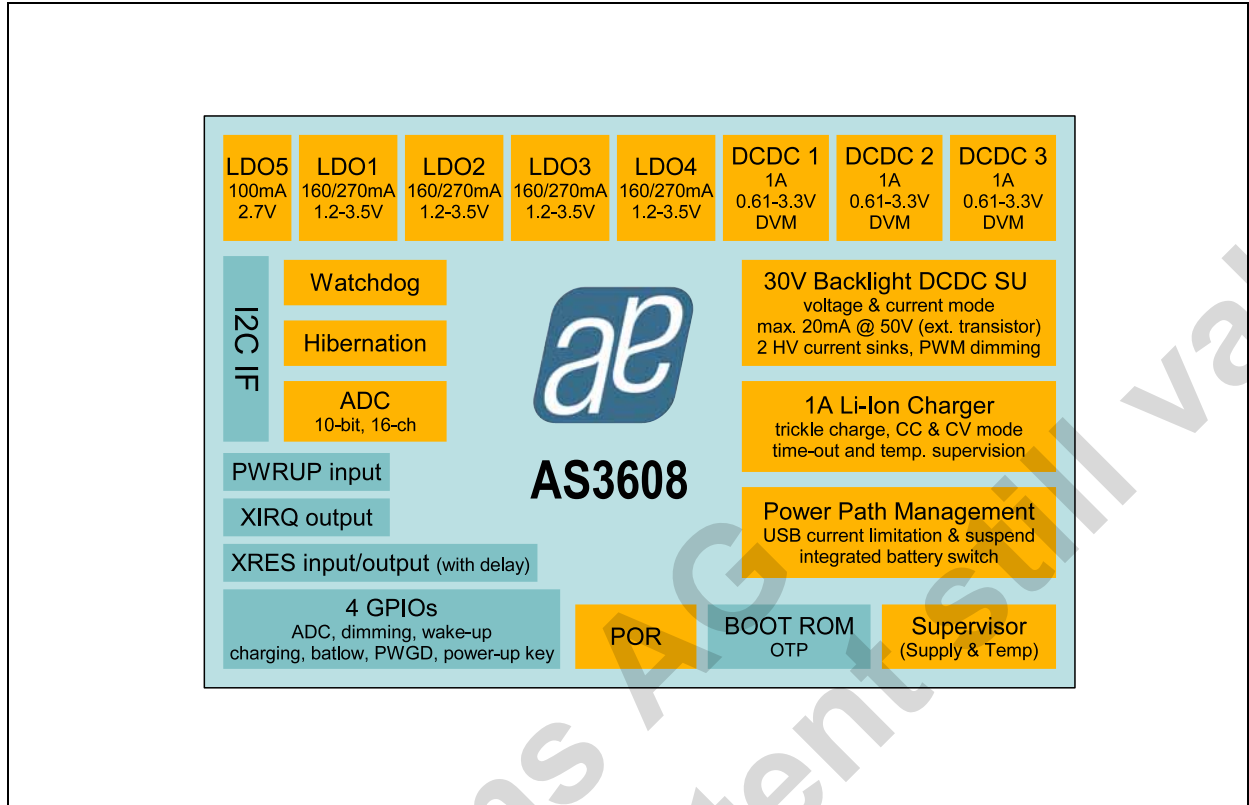 LDO5
100mA
2.7V
LDO1
160/270mA
1.2-3.5V
LDO2
160/270mA
1.2-3.5V
LDO3
160/270mA
1.2-3.5V
LDO4
160/270mA
1.2-3.5V
DCDC 1
1A
0.61-3.3V
DVM
DCDC 2
1A
0.61-3.3V
DVM
DCDC 3
1A
0.61-3.3V
DVM
I2C IF
Watchdog
Hibernation
ADC
10-bit, 16-ch
PWRUP input
XIRQ output
XRES input/output (with delay)
4 GPIOs
ADC, dimming, wake-up
charging, batlow, PWGD, power-up key
ae
AS3608
30V Backlight DCDC SU
voltage & current mode
max. 20mA @ 50V (ext. transistor)
2 HV current sinks, PWM dimming
1A Li-Ion Charger
trickle charge, CC & CV mode
time-out and temp. supervision
Power Path Management
USB current limitation & suspend
integrated battery switch
POR
BOOT ROM
OTP
Supervisor
(Supply & Temp)
AG
still